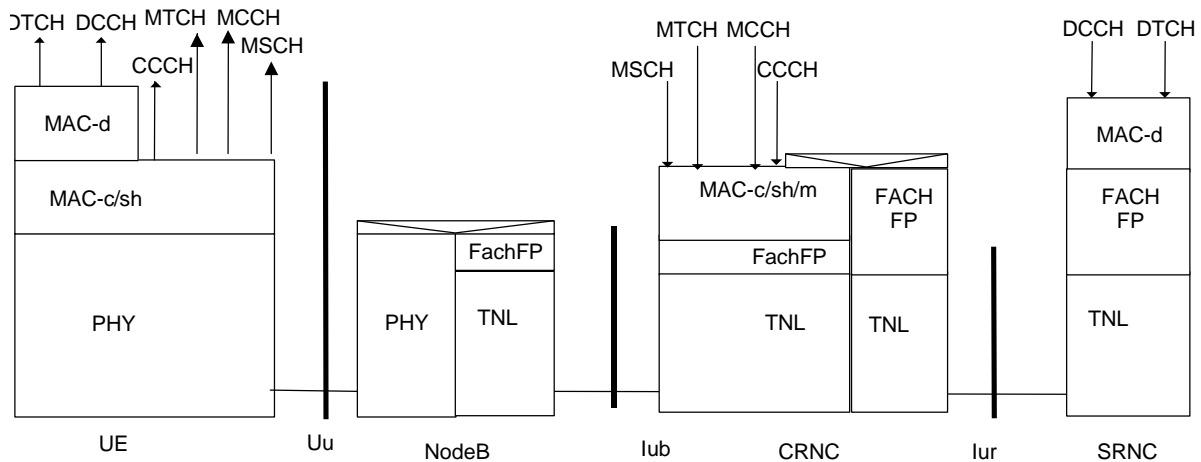 DTCH DCCH MTCH MCCH
MSCH
CCCH
MAC-d
MAC-c/sh
PHY
UE
Uu
FachFP
PHY
TNL
NodeB
Iub
MTCH MCCH
MSCH CCCH
MAC-c/sh/m
FachFP
TNL
FACH
FP
TNL
CRNC
Iur
DCCH DTCH
MAC-d
FACH
FP
TNL
SRNC